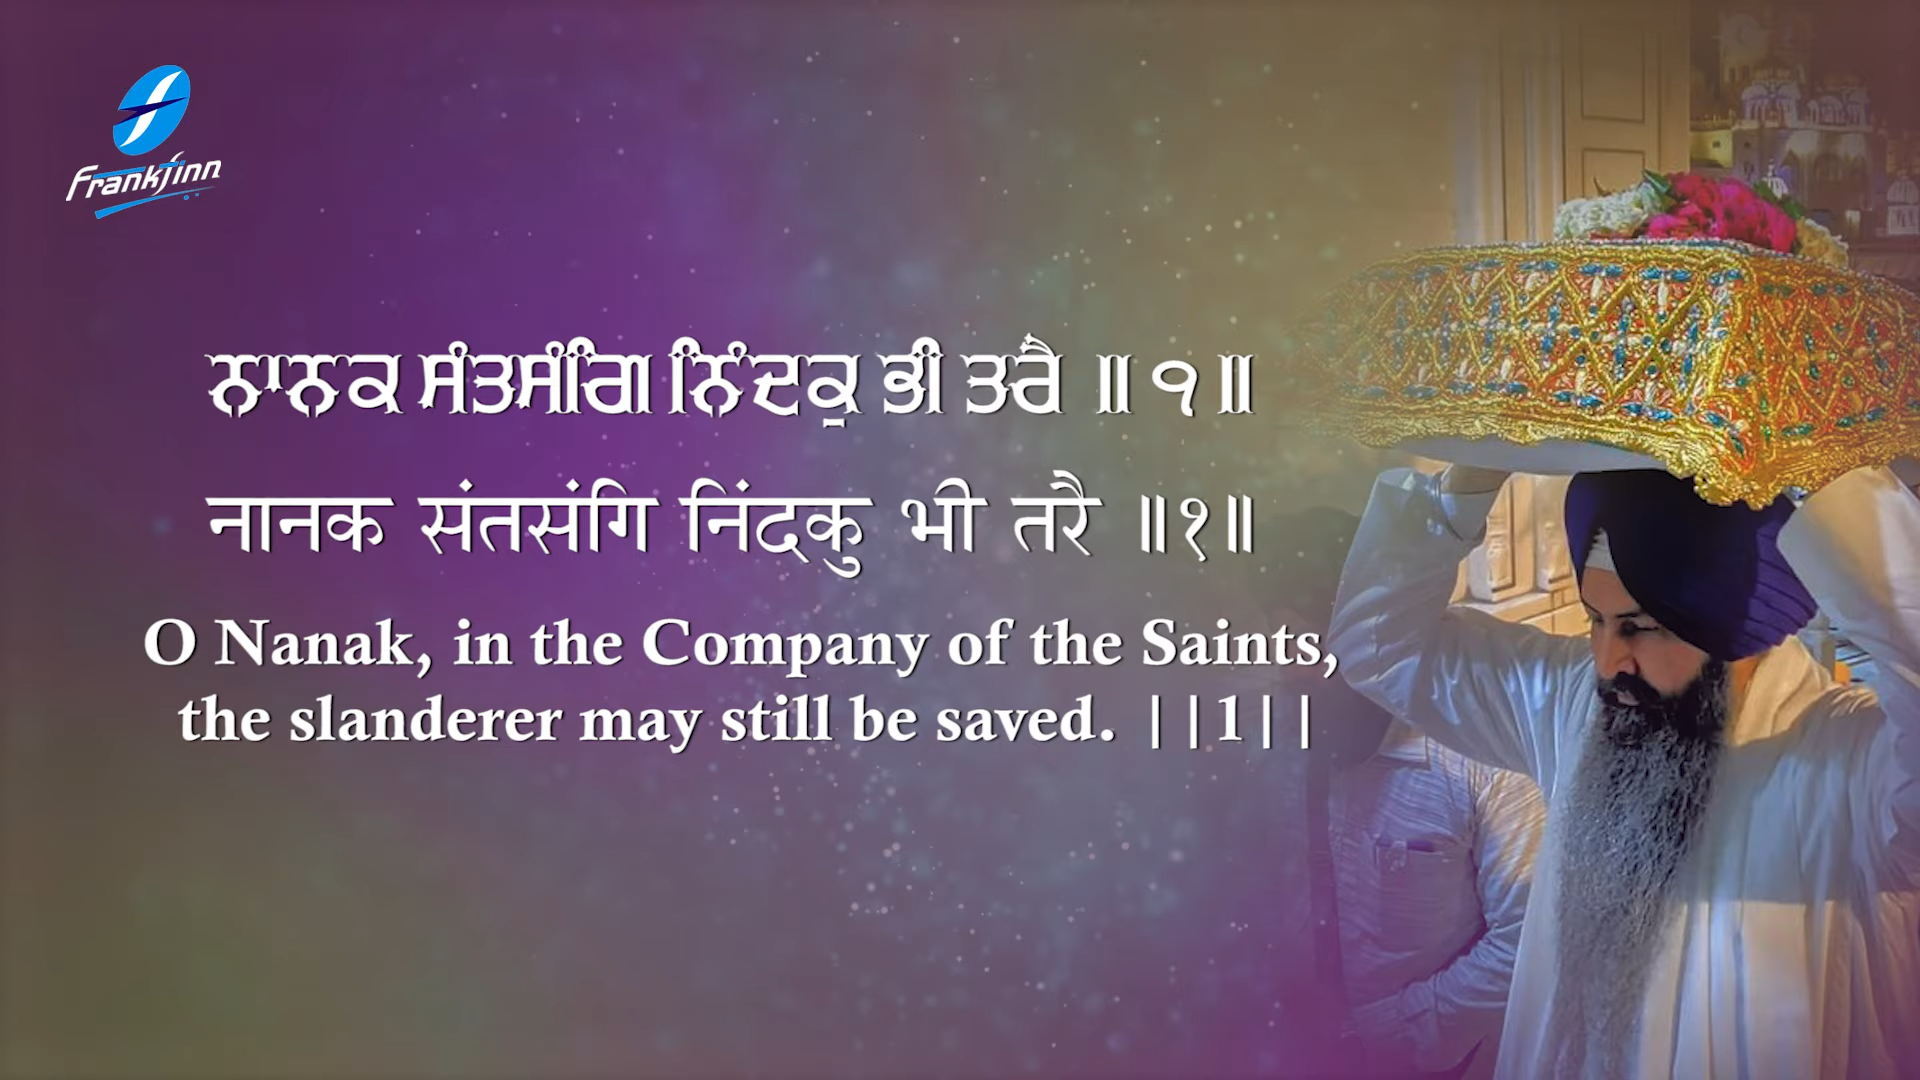 Frankfinn
ਨਾਨਕ ਸੰਤਸੰਗਿ ਨਿੰਦਕੁ ਭੀ ਤਰੈ ॥੧॥
नानक संतसंगि निंदकु भी तरै ॥१॥
O Nanak, in the Company of the Saints,
the slanderer may still be saved. ||1||